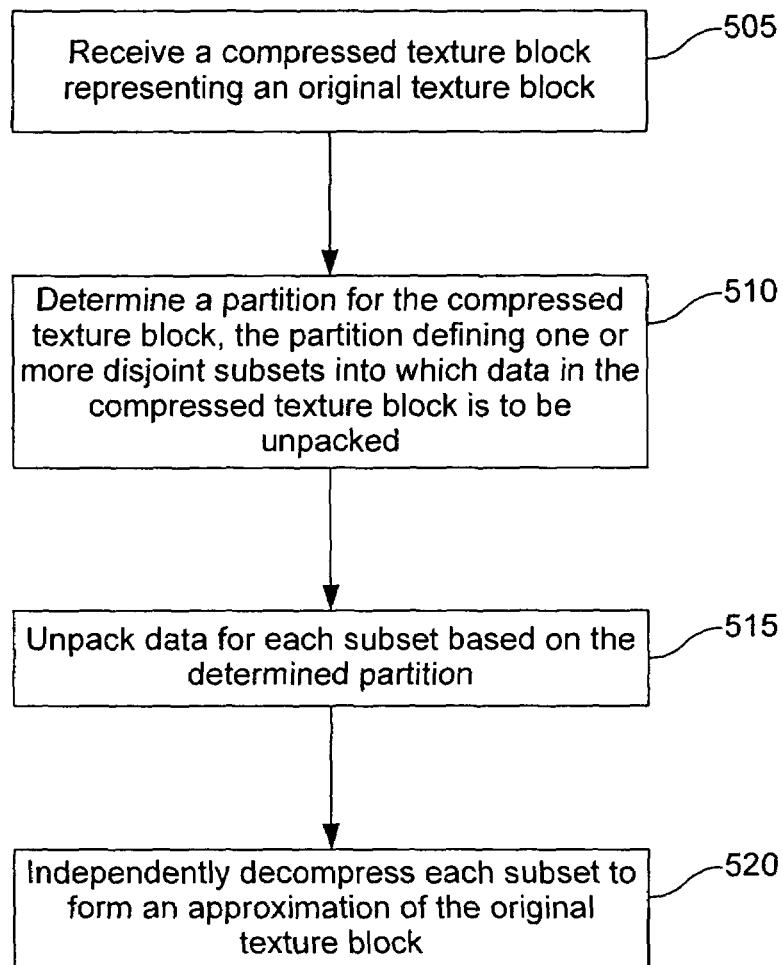 Receive a compressed texture block
representing an original texture block
505
Determine a partition for the compressed
texture block, the partition defining one or
more disjoint subsets into which data in the
compressed texture block is to be
unpacked
510
Unpack data for each subset based on the
determined partition
515
Independently decompress each subset to
form an approximation of the original
texture block
520